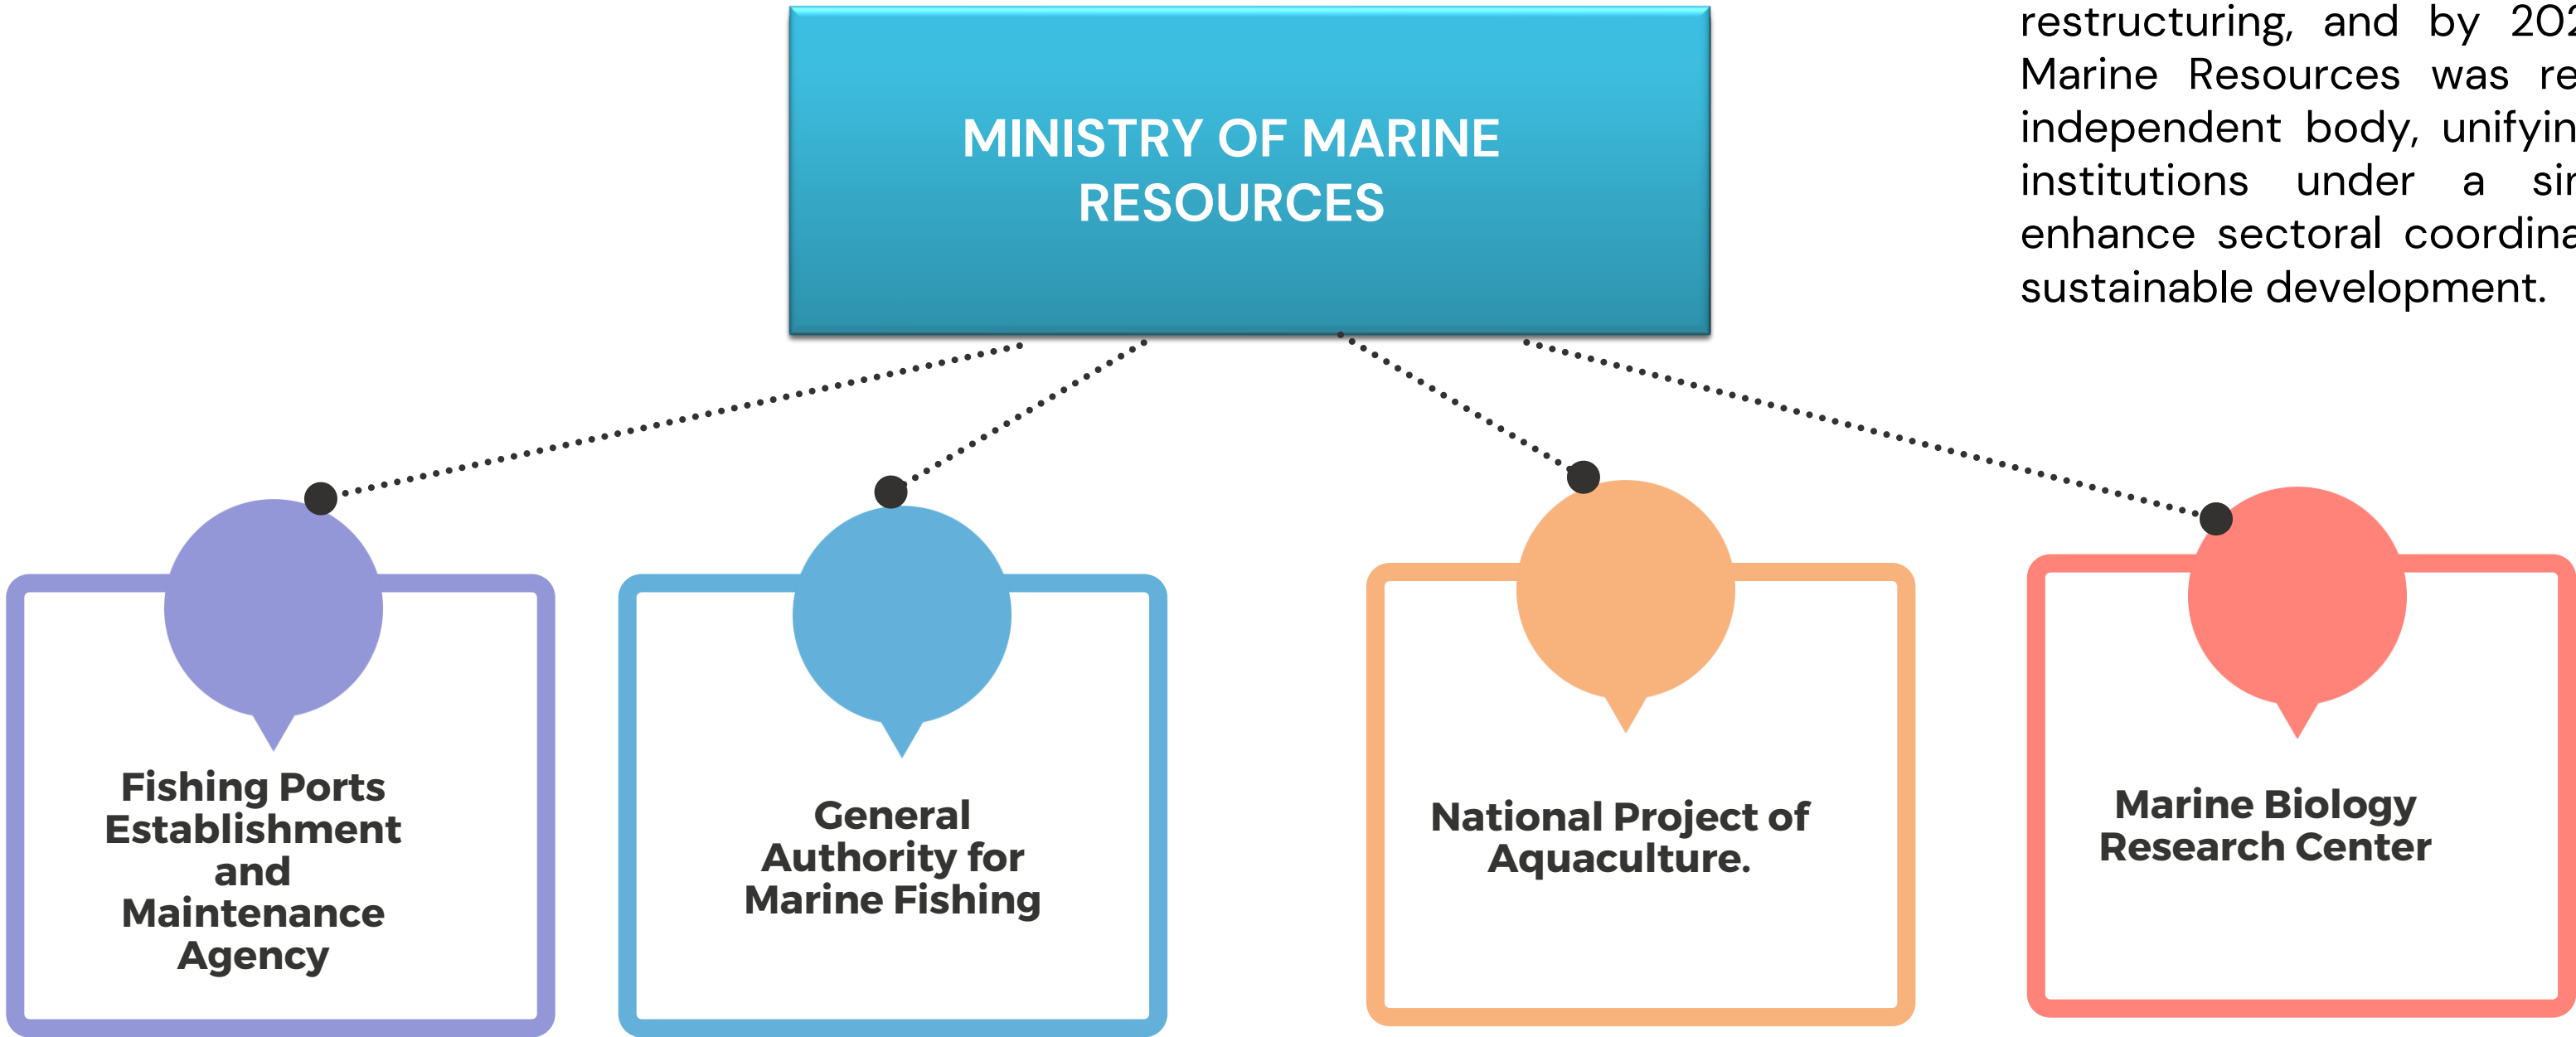 MINISTRY OF MARINE
RESOURCES
restructuring, and by
Marine Resources was
independent body,
institutions under a
enhance sectoral
sustainable development.
Fishing Ports
Establishment
and
Maintenance
Agency
General
Authority for
Marine Fishing
National Project of
Aquaculture.
Marine Biology
Research Center